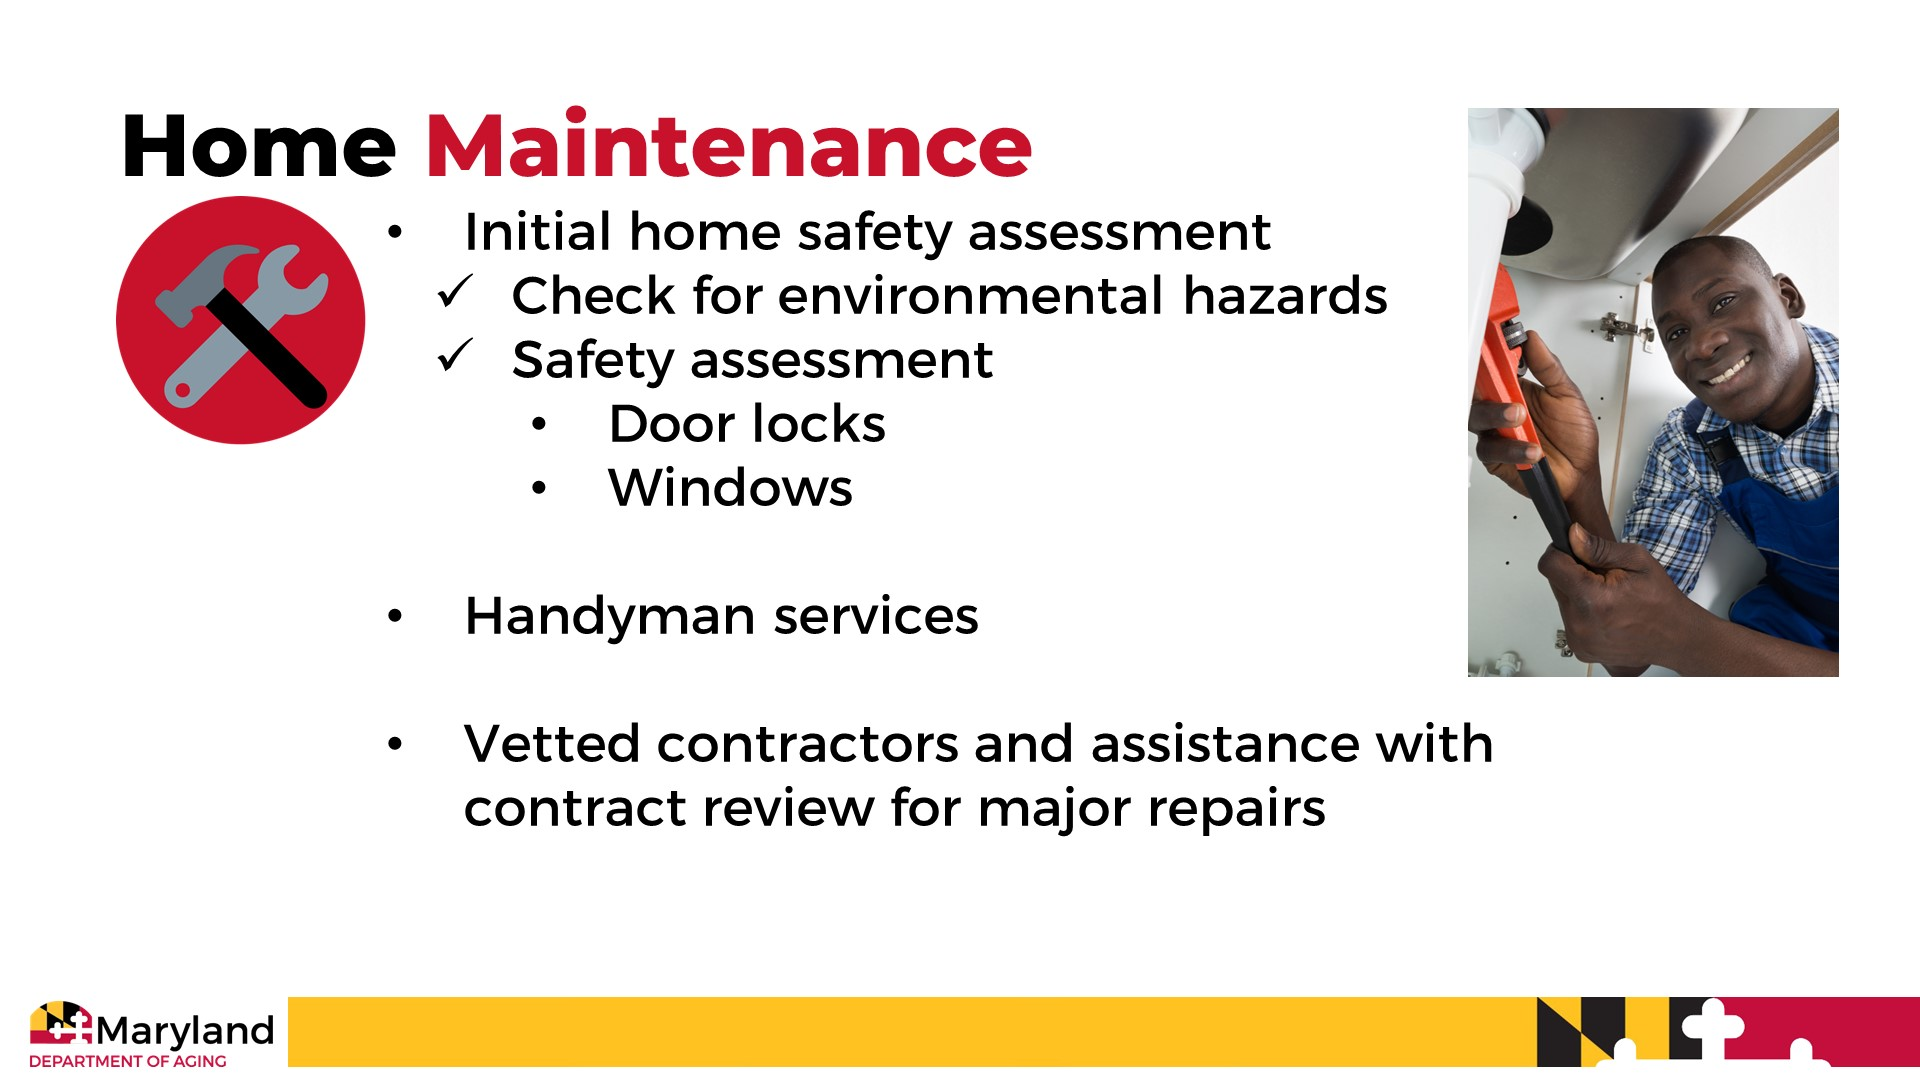 Home Maintenance
• Initial home safety assessment
✓ Check for environmental hazards
✓ Safety assessment
• Door locks
• Windows
• Handyman services
• Vetted contractors and assistance with
contract review for major repairs
Maryland
DEPARTMENT OF AGING